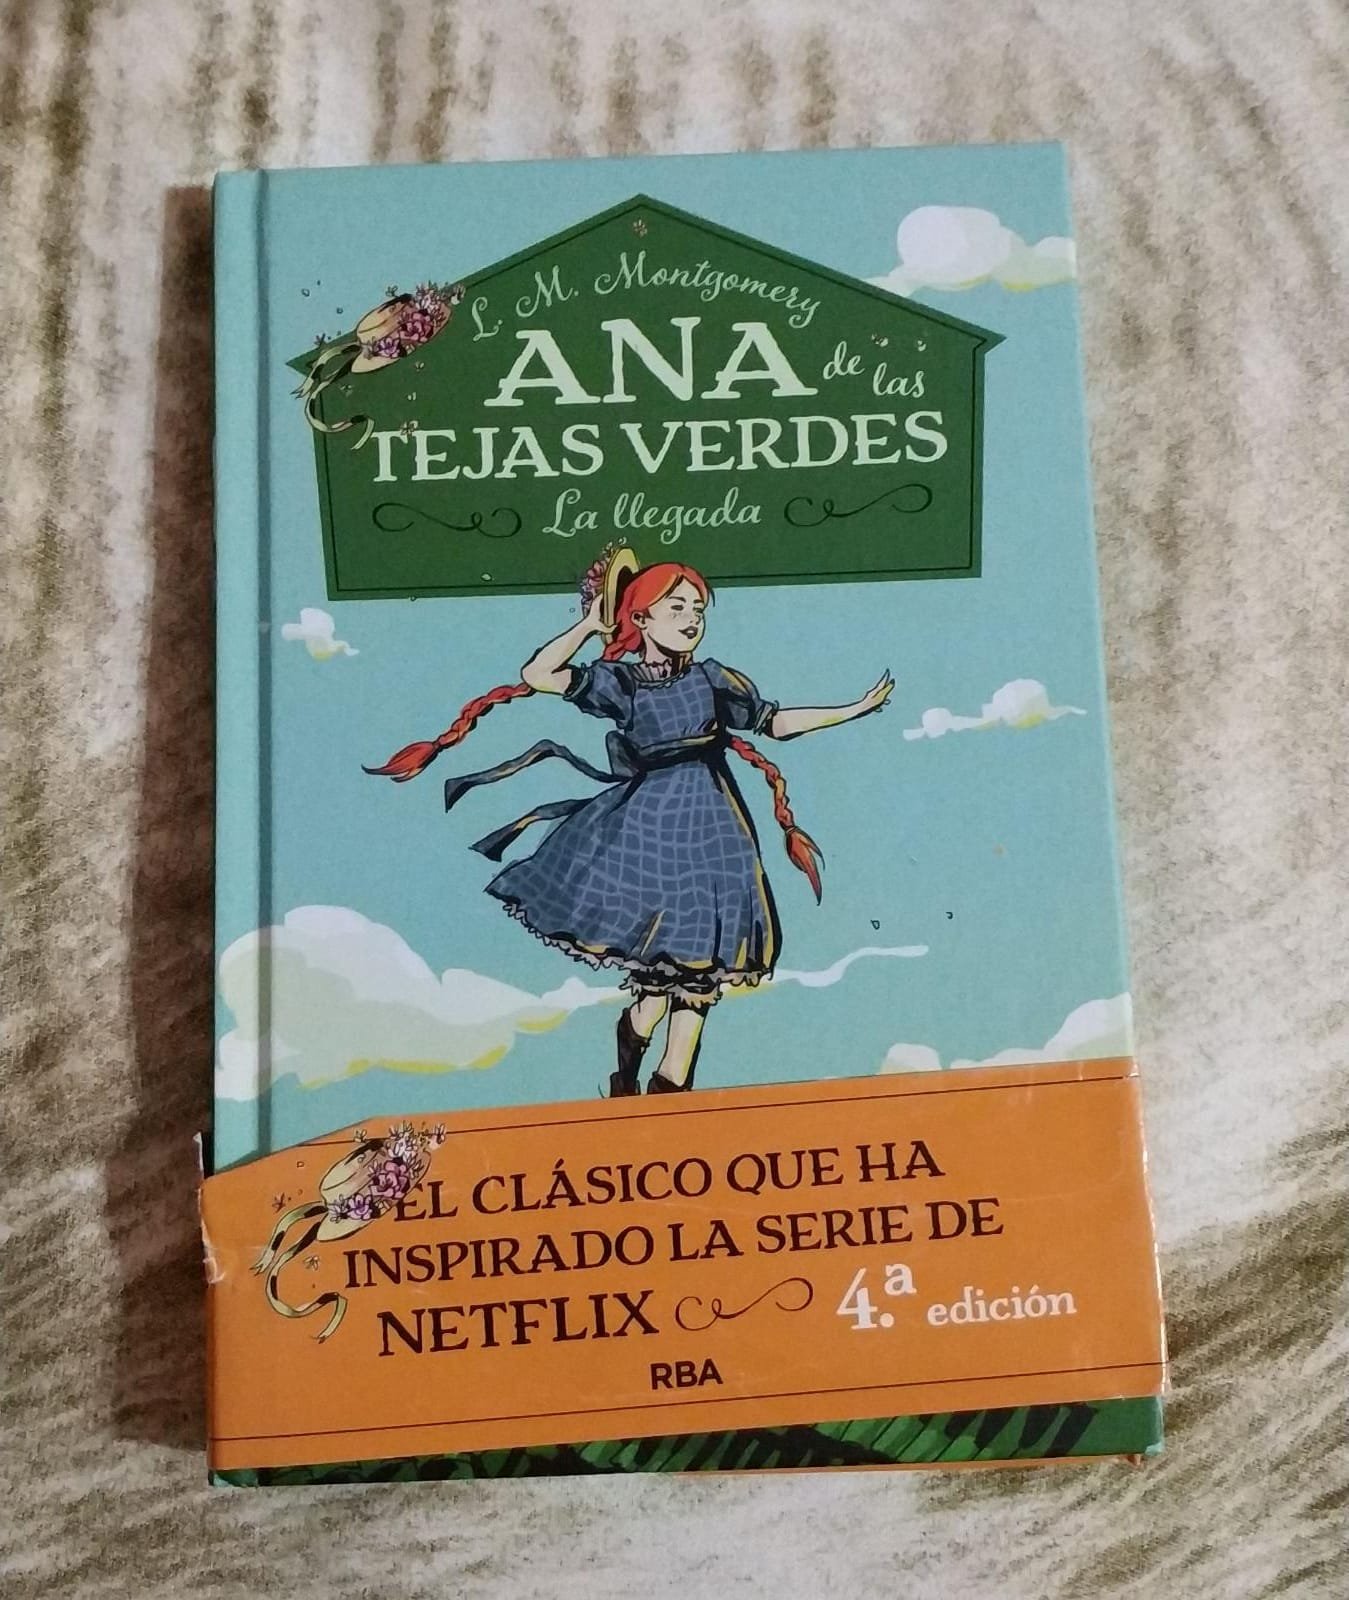 L. M. Montgomery
ANA de las
TEJAS VERDES
La llegada
EL CLÁSICO QUE HA
INSPIRADO LA SERIE DE
NETFLIX 4.ª edición
RBA